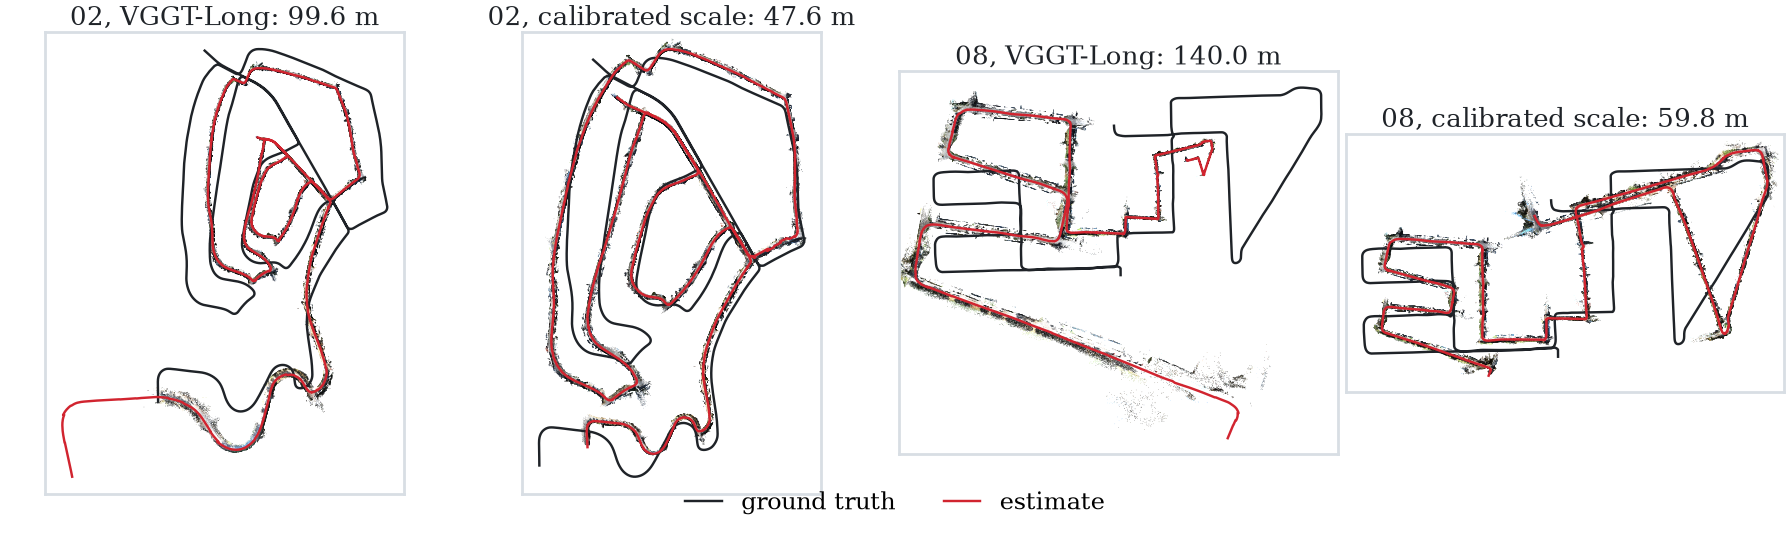 02, VGGT-Long: 99.6 m
02, calibrated scale: 47.6 m
08, VGGT-Long: 140.0 m
08, calibrated scale: 59.8 m
ground truth
estimate